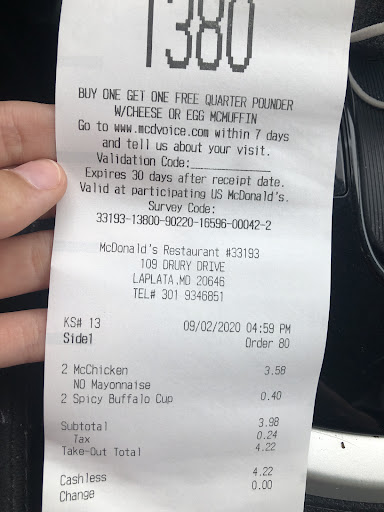 1380
BUY ONE GET ONE FREE QUARTER POUNDER
W/CHEESE OR EGG MCMUFFIN
Go to www.mcdvoice.com within 7 days
and tell us about your visit.
Validation Code:____________
Expires 30 days after receipt date.
Valid at participating US McDonald's.
Survey Code:
33193-13800-90220-16596-00042-2
McDonald's Restaurant #33193
109 DRURY DRIVE
LAPLATA,MD 20646
TEL# 301 9346851
KS# 13 09/02/2020 04:59 PM
Side1 Order 80
2 McChicken 3.58
NO Mayonnaise
2 Spicy Buffalo Cup 0.40
Subtotal 3.98
Tax 0.24
Take-Out Total 4.22
Cashless 4.22
Change 0.00